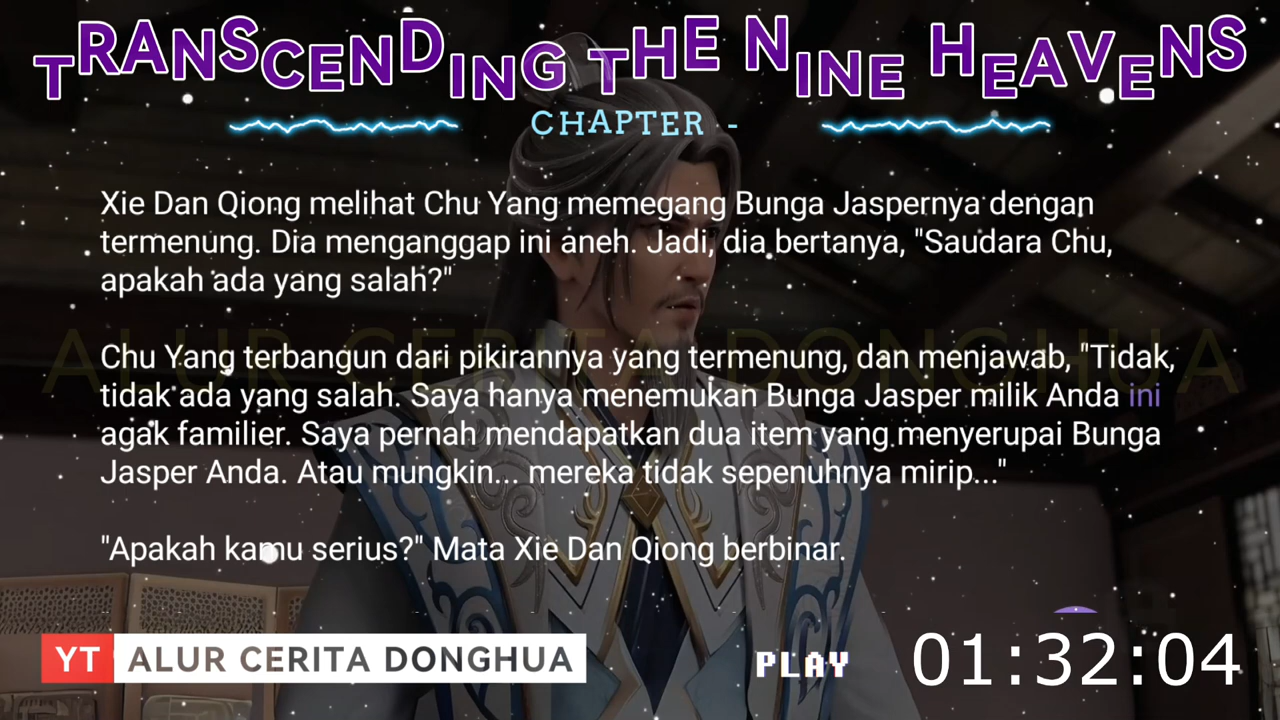 TRANSCENDING THE NINE HEAVENS
CHAPTER -
Xie Dan Qiong melihat Chu Yang memegang Bunga Jaspernya dengan
termenung. Dia menganggap ini aneh. Jadi, dia bertanya, "Saudara Chu,
apakah ada yang salah?"
ALUR CERITA DONGHUA
Chu Yang terbangun dari pikirannya yang termenung, dan menjawab, "Tidak,
tidak ada yang salah. Saya hanya menemukan Bunga Jasper milik Anda ini
agak familier. Saya pernah mendapatkan dua item yang menyerupai Bunga
Jasper Anda. Atau mungkin... mereka tidak sepenuhnya mirip..."
"Apakah kamu serius?" Mata Xie Dan Qiong berbinar.
YT ALUR CERITA DONGHUA
PLAY 01:32:04